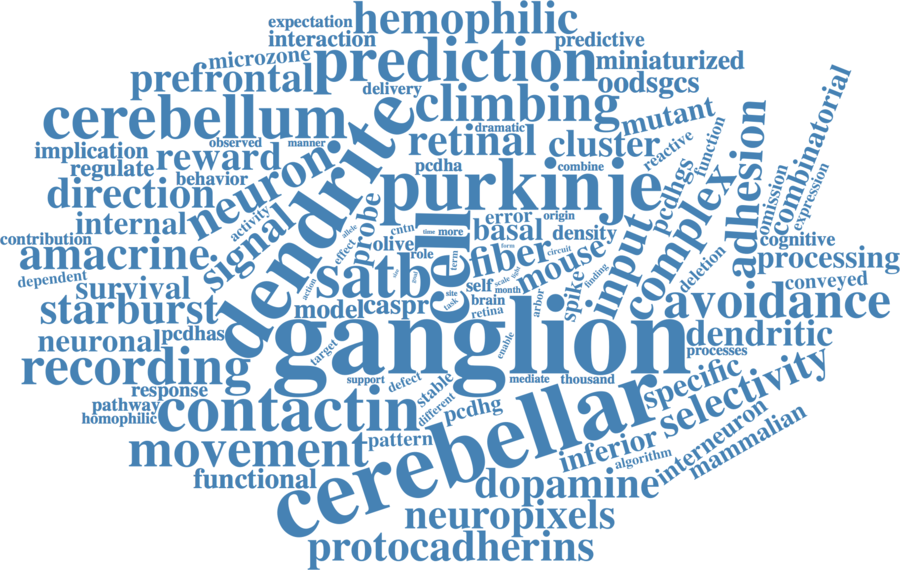 expectation
hemophilic
interaction
predictive
microzone
prediction
miniaturized
prefrontal
delivery
oodsgcs
cerebellum
dendrite
climbing
mutant
combinatorial
observed
manner
dramatic
retinal
cluster
reactive
function
adhesion
implication
reward
regulate
behavior
neuron
pcdha
combine
purkinje
pcdhgs
complex
omission
expression
direction
internal
activity
signal
probe
allele
effect
cntn
time
more
cell
error
origin
basal
density
input
contribution
amacrine
olive
role
term
fiber
form
circuit
mouse
finding
deletion
cognitive
processing
dependent
survival
action
satb
self
scale
light
month
spike
conveyed
starburst
model
caspr
site
task
brain
retina
arbor
avoidance
neuronal
pcdhas
ganglion
enable
dendritic
processes
recording
target
response
support
defect
stable
mediate
thousand
specific
selectivity
pathway
homophilic
contactin
different
pcdhg
cerebellar
movement
pattern
inferior
algorithm
interneuron
mammalian
functional
dopamine
neuropixels
protocadherins